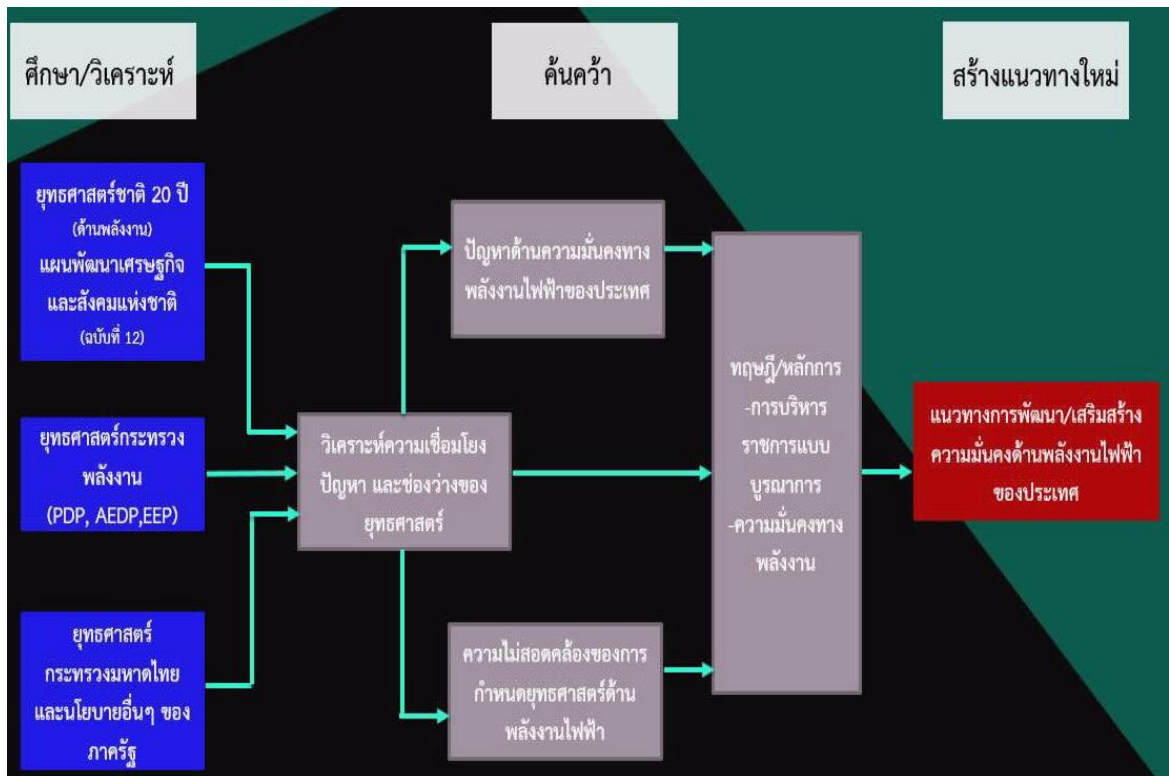 ศึกษา/วิเคราะห์
ค้นคว้า
สร้างแนวทางใหม่
ยุทธศาสตร์ชาติ 20 ปี
(ด้านพลังงาน)
แผนพัฒนาเศรษฐกิจ
และสังคมแห่งชาติ
(ฉบับที่ 12)
ยุทธศาสตร์กระทรวง
พลังงาน
(PDP, AEDP,EEP)
ยุทธศาสตร์
กระทรวงมหาดไทย
และนโยบายอื่นๆ ของ
ภาครัฐ
วิเคราะห์ความเชื่อมโยง
ปัญหา และช่องว่างของ
ยุทธศาสตร์
ปัญหาด้านความมั่นคงทาง
พลังงานไฟฟ้าของประเทศ
ความไม่สอดคล้องของการ
กำหนดยุทธศาสตร์ด้าน
พลังงานไฟฟ้า
ทฤษฎี/หลักการ
-การบริหาร
ราชการแบบ
บูรณาการ
-ความมั่นคงทาง
พลังงาน
แนวทางการพัฒนา/เสริมสร้าง
ความมั่นคงด้านพลังงานไฟฟ้า
ของประเทศ